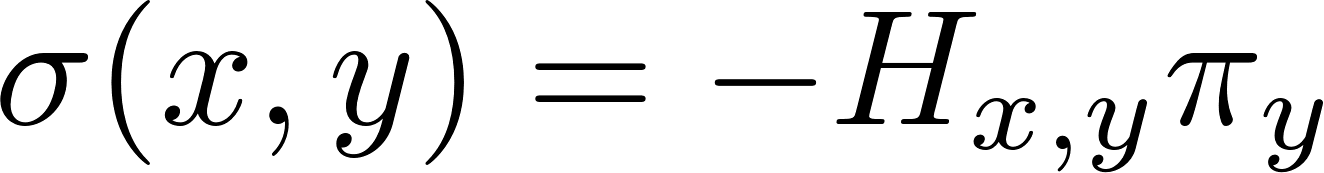 σ(x, y) = −H_{x,y}π_y